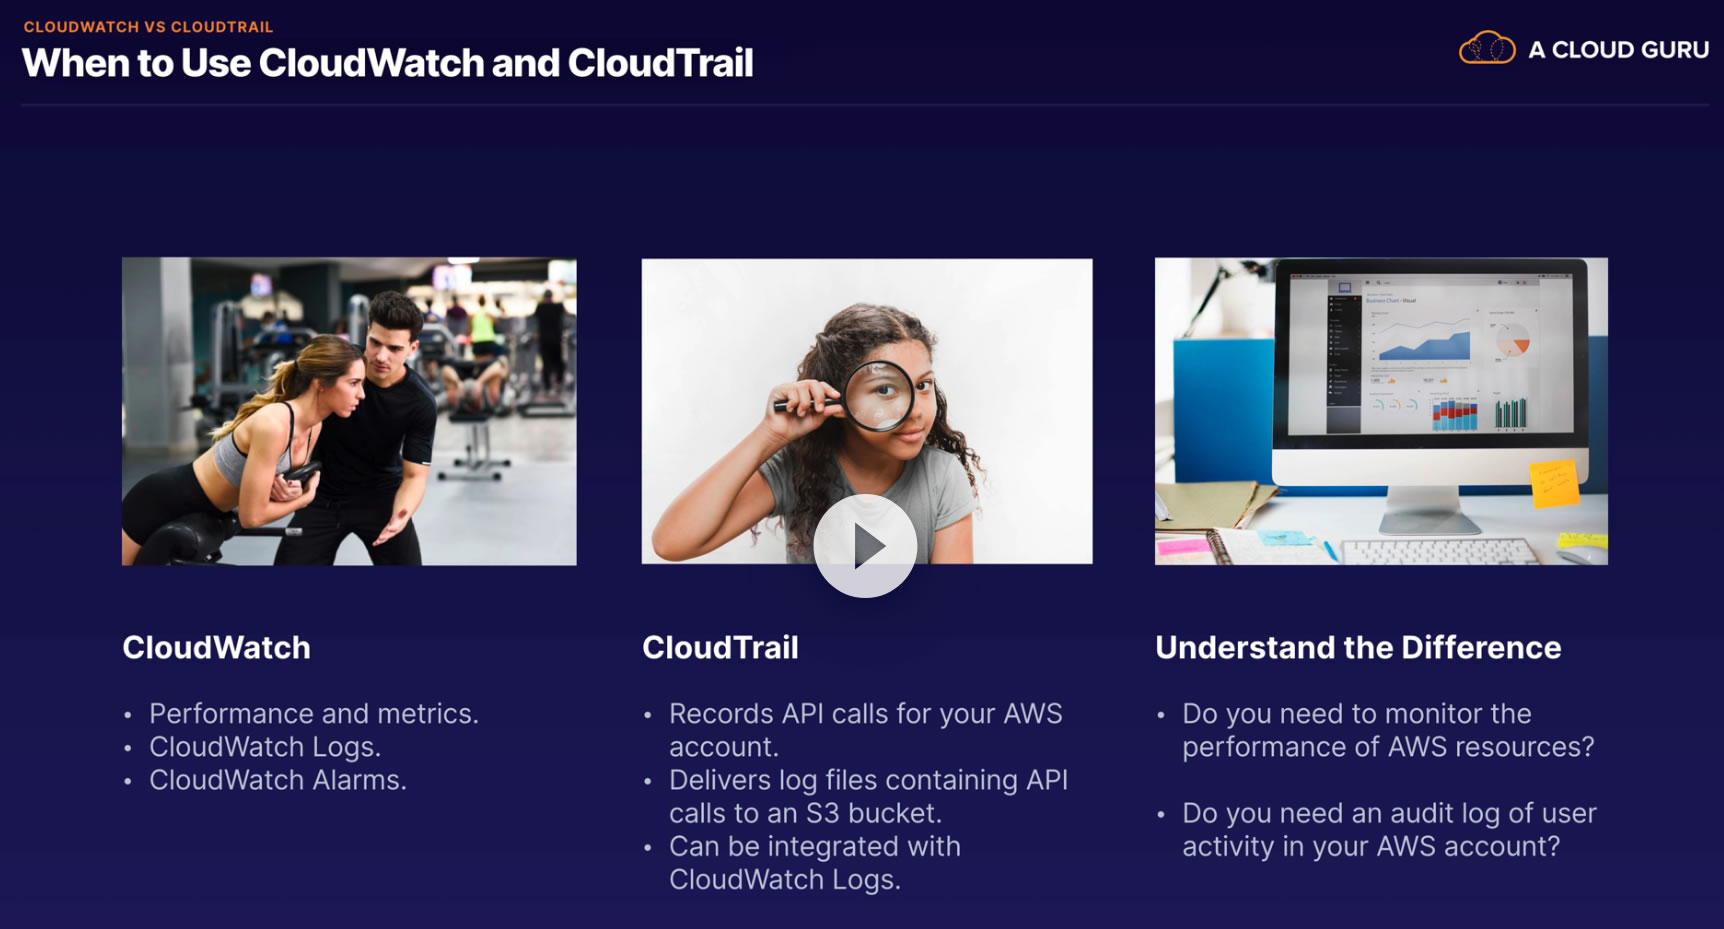 CLOUDWATCH VS CLOUDTRAIL
When to Use CloudWatch and CloudTrail
A CLOUD GURU
Business Chart - Visual
CloudWatch
• Performance and metrics.
• CloudWatch Logs.
• CloudWatch Alarms.
CloudTrail
• Records API calls for your AWS
account.
• Delivers log files containing API
calls to an S3 bucket.
• Can be integrated with
CloudWatch Logs.
Understand the Difference
• Do you need to monitor the
performance of AWS resources?
• Do you need an audit log of user
activity in your AWS account?